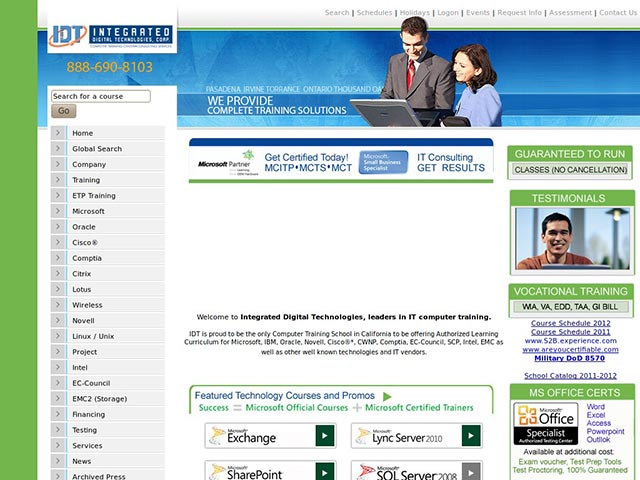 Search | Schedules | Holidays | Logon | Events | Request Info | Assessment | Contact Us
IDT INTEGRATED
DIGITAL TECHNOLOGIES, CORP.
COMPUTER TRAINING CUSTOM CONSULTING SERVICES
888-690-8103
Search for a course
Go
PASADENA, IRVINE TORRANCE, ONTARIO THOUSAND OA
WE PROVIDE
COMPLETE TRAINING SOLUTIONS
Home
Global Search
Company
Training
ETP Training
Microsoft
Oracle
Cisco®
Comptia
Citrix
Lotus
Wireless
Novell
Linux / Unix
Project
Intel
EC-Council
EMC2 (Storage)
Financing
Testing
Services
News
Archived Press
Microsoft Partner
Learning
OEM Hardware
Get Certified Today!
MCITP•MCTS•MCT
Microsoft
Small Business
Specialist
IT Consulting
GET RESULTS
Welcome to Integrated Digital Technologies, leaders in IT computer training.
IDT is proud to be the only Computer Training School in California to be offering Authorized Learning
Curriculum for Microsoft, IBM, Oracle, Novell, Cisco®*, CWNP, Comptia, EC-Council, SCP, Intel, EMC as
well as other well known technologies and IT vendors.
Featured Technology Courses and Promos
Success = Microsoft Official Courses + Microsoft Certified Trainers
Microsoft Exchange
Microsoft Lync Server 2010
Microsoft SharePoint
Microsoft SQL Server 2008
GUARANTEED TO RUN
CLASSES (NO CANCELLATION)
TESTIMONIALS
VOCATIONAL TRAINING
WIA, VA, EDD, TAA, GI BILL
Course Schedule 2012
Course Schedule 2011
www.S2B.experience.com
www.areyoucertifiable.com
Military DoD 8570
School Catalog 2011-2012
MS OFFICE CERTS
Microsoft
Office
Specialist
Authorized Testing Center
Word
Excel
Access
Powerpoint
Outlok
Available at additional cost:
Exam voucher, Test Prep Tools
Test Proctoring, 100% Guaranteed